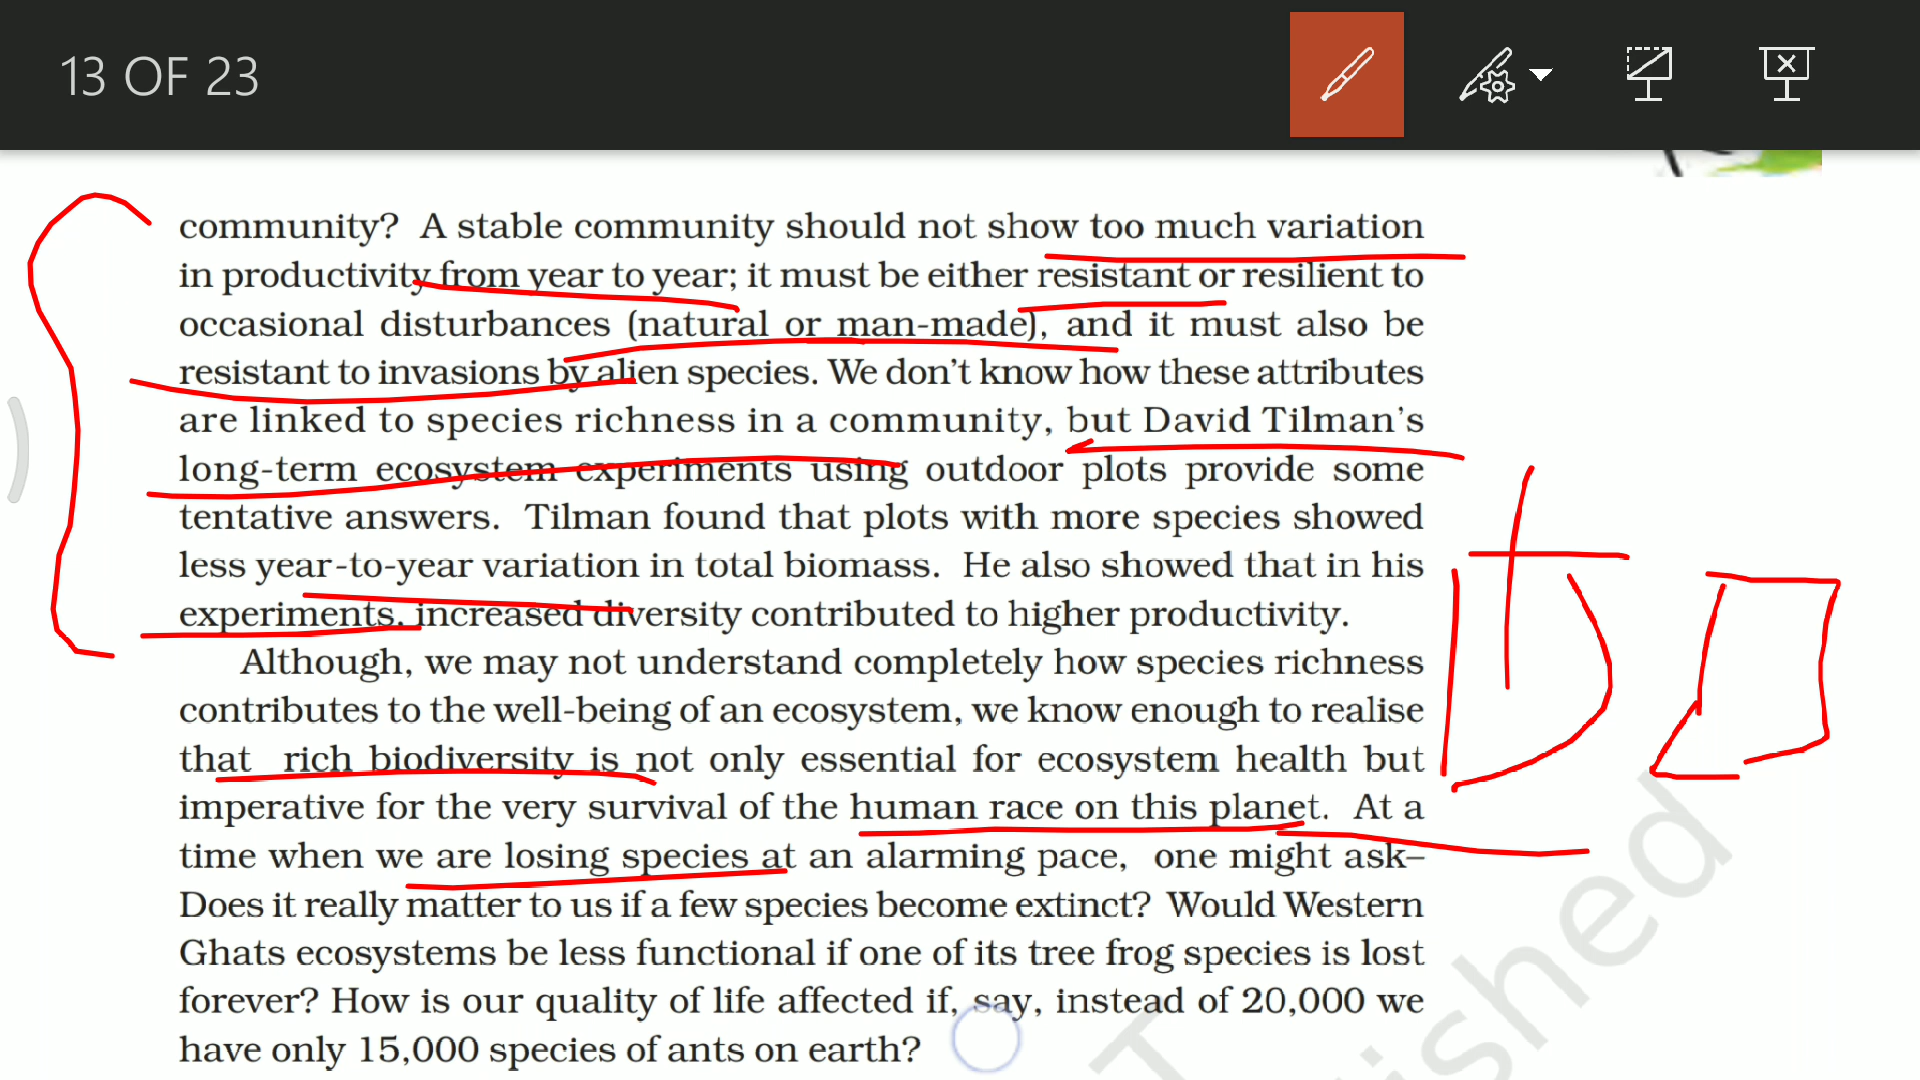 13 OF 23
community? A stable community should not show too much variation
in productivity from year to year; it must be either resistant or resilient to
occasional disturbances (natural or man-made), and it must also be
resistant to invasions by alien species. We don’t know how these attributes
are linked to species richness in a community, but David Tilman’s
long-term ecosystem experiments using outdoor plots provide some
tentative answers. Tilman found that plots with more species showed
less year-to-year variation in total biomass. He also showed that in his
experiments, increased diversity contributed to higher productivity.
Although, we may not understand completely how species richness
contributes to the well-being of an ecosystem, we know enough to realise
that rich biodiversity is not only essential for ecosystem health but
imperative for the very survival of the human race on this planet. At a
time when we are losing species at an alarming pace, one might ask–
Does it really matter to us if a few species become extinct? Would Western
Ghats ecosystems be less functional if one of its tree frog species is lost
forever? How is our quality of life affected if, say, instead of 20,000 we
have only 15,000 species of ants on earth?